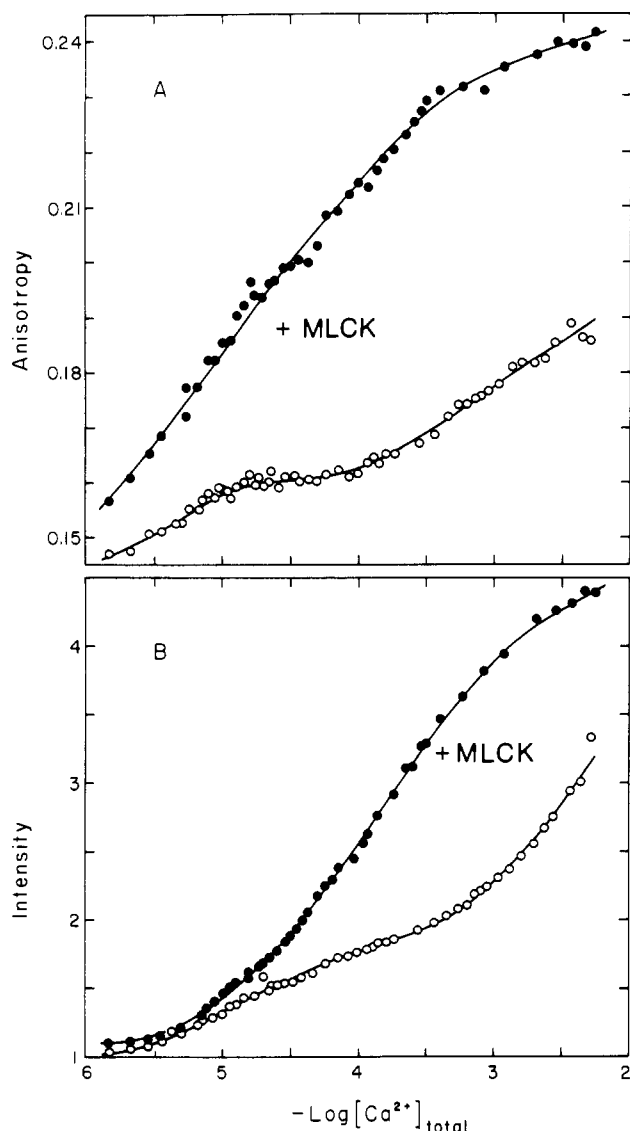 0.24
A
0.21
Anisotropy
+ MLCK
0.18
0.15
B
4
+MLCK
3
Intensity
2
1
6 5 4 3 2
-Log[Ca²⁺]total